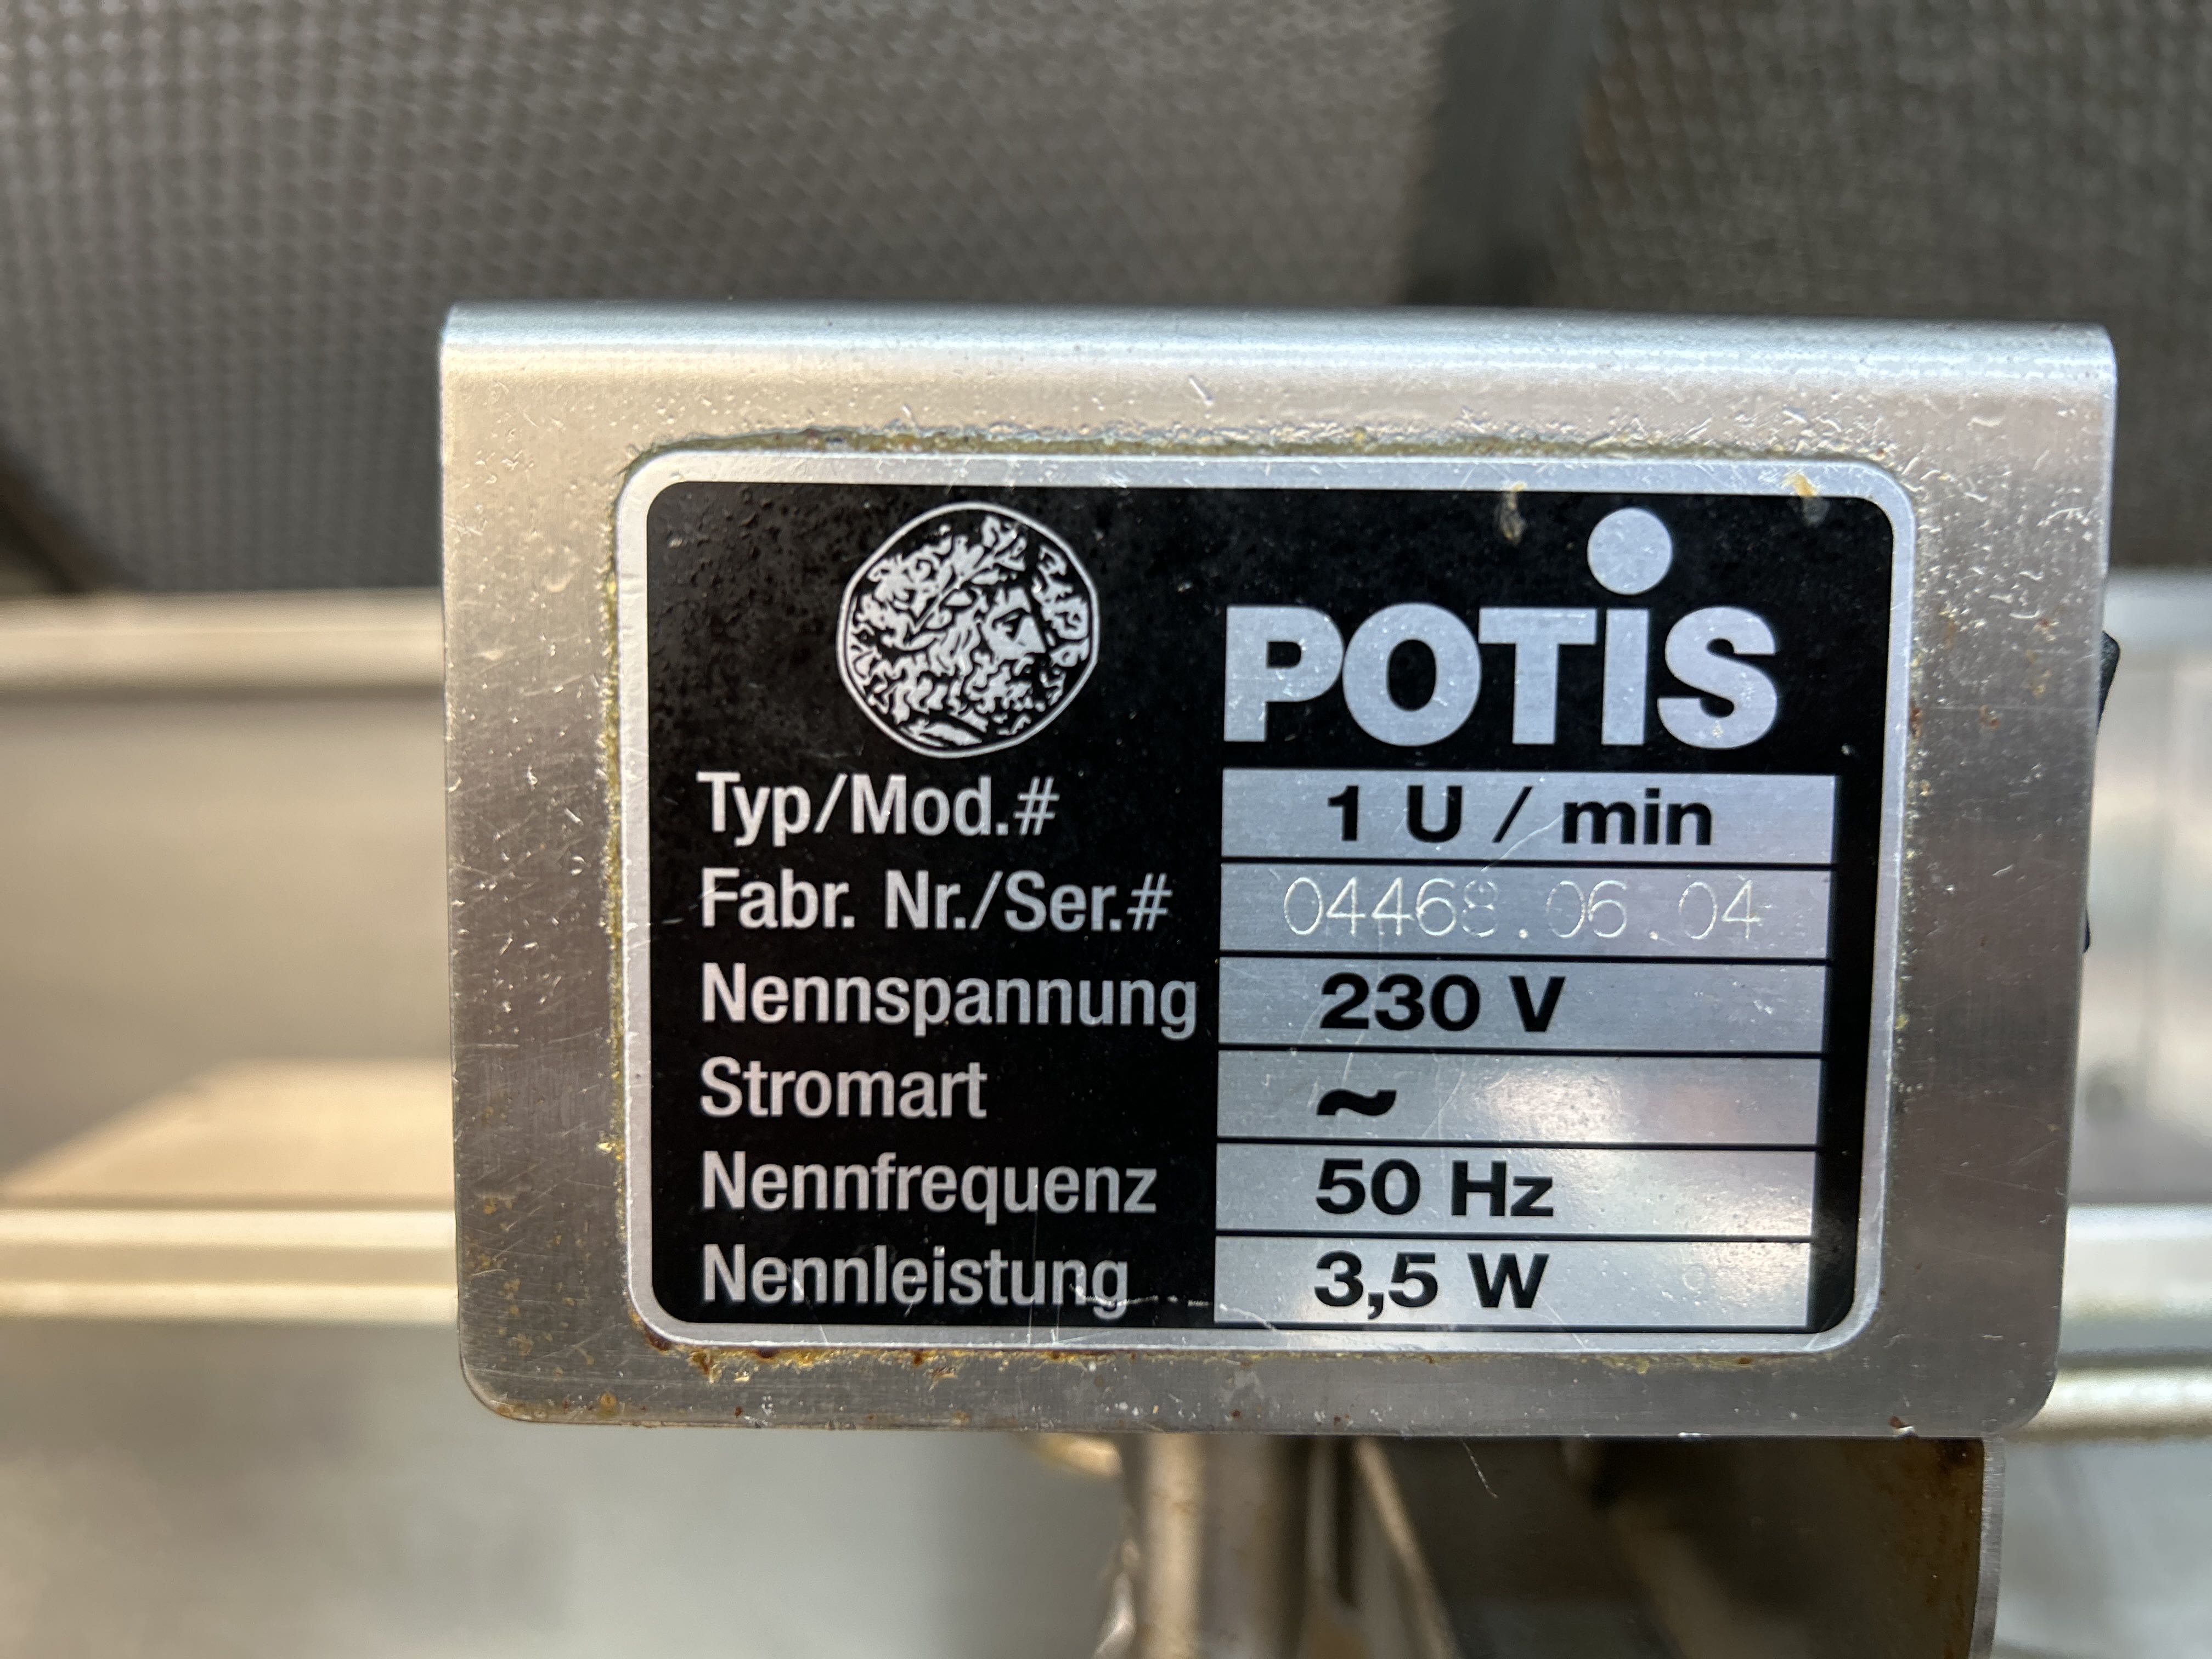 POTiS
Typ/Mod.# 1 U / min
Fabr. Nr./Ser.# 04468.06.04
Nennspannung 230 V
Stromart ~
Nennfrequenz 50 Hz
Nennleistung 3,5 W